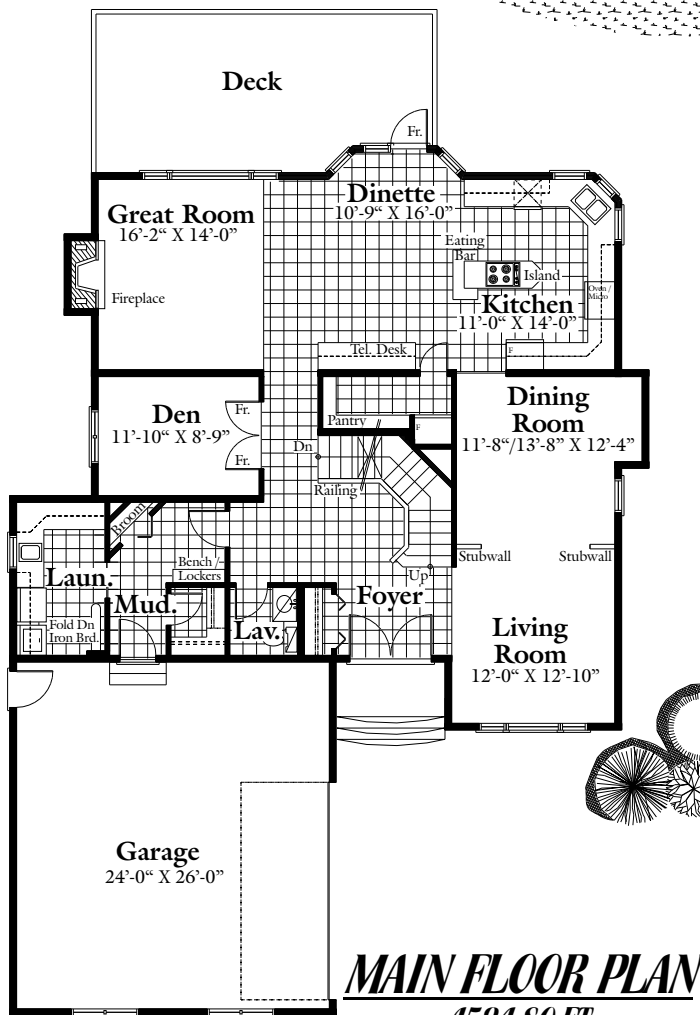 Deck
Fr.
Dinette
10'-9“ X 16'-0”
Great Room
16'-2“ X 14'-0”
Eating
Bar
Island
Oven /
Micro
Fireplace
Kitchen
11'-0“ X 14'-0”
Tel. Desk
F
Dining
Room
11'-8“/13'-8” X 12'-4”
Den
11'-10“ X 8'-9”
Fr.
Fr.
Pantry
F
Dn
Railing
Broom
Bench /
Lockers
Stubwall
Stubwall
Laun.
Mud.
Up
Foyer
Fold Dn
Iron Brd.
Lav.
Living
Room
12'-0“ X 12'-10”
Garage
24'-0“ X 26'-0”
MAIN FLOOR PLAN